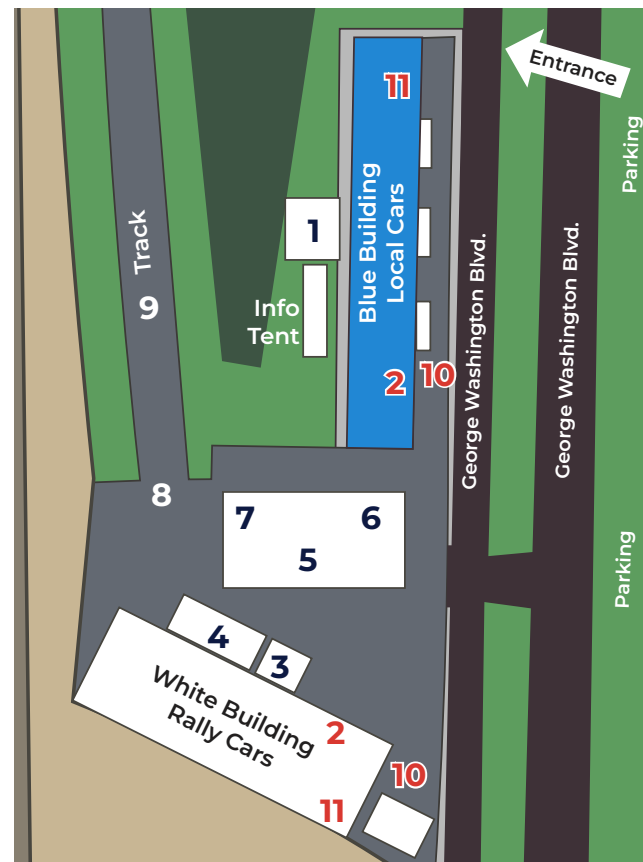 Entrance
11
Parking
Blue Building
Local Cars
1
Track
George Washington Blvd.
George Washington Blvd.
9
Info
Tent
2
10
8
7
6
5
Parking
4
3
White Building
Rally Cars
2
10
11